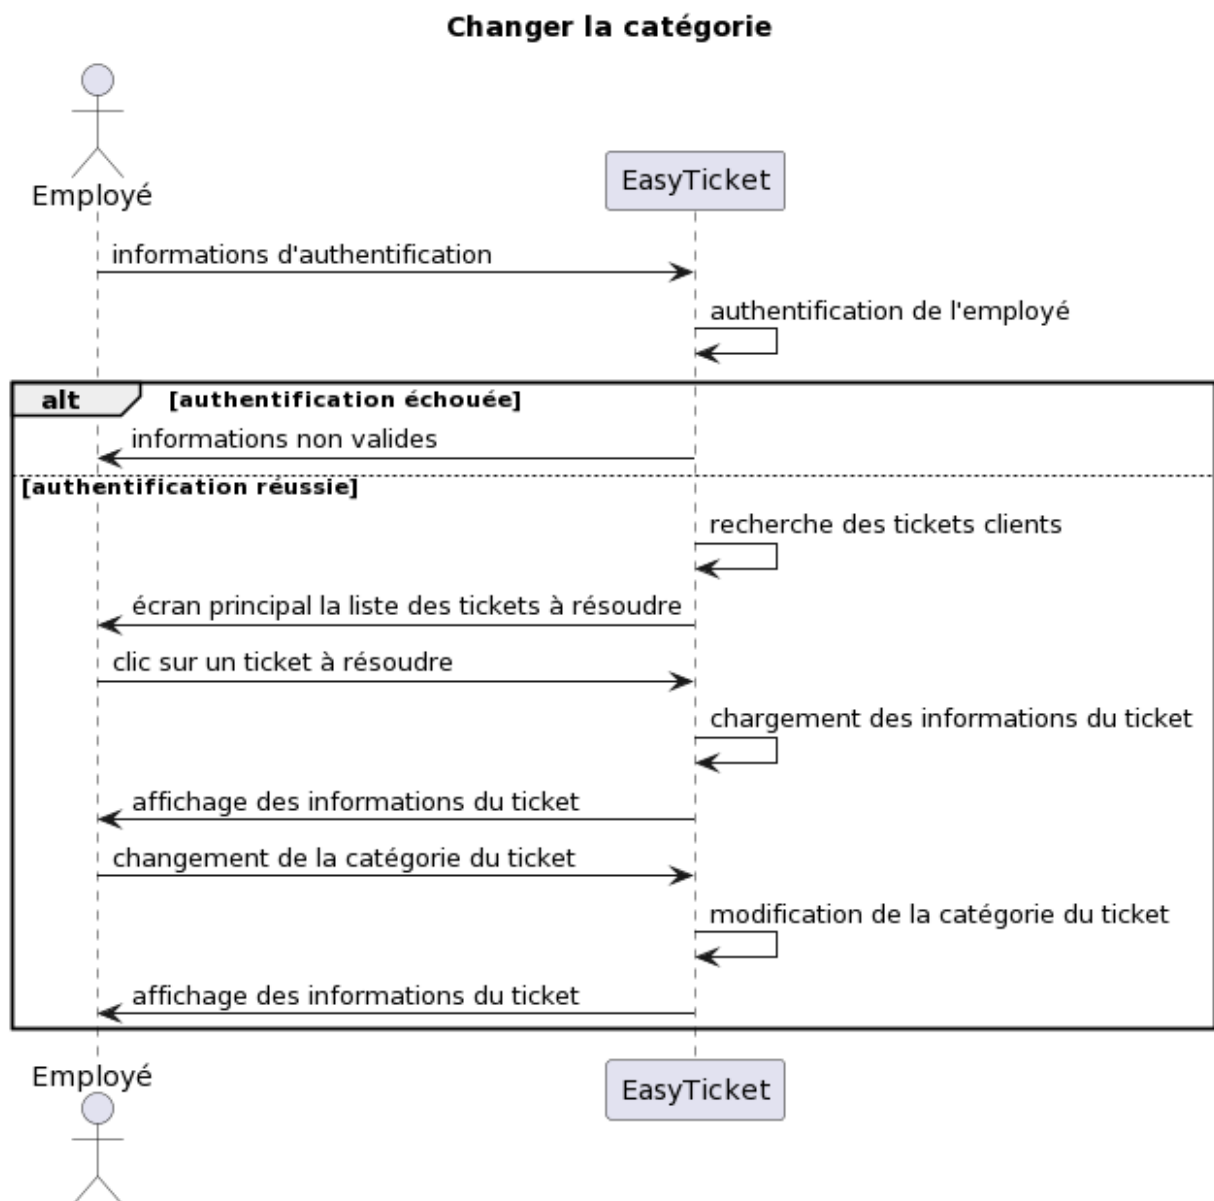 Changer la catégorie
Employé
EasyTicket
informations d'authentification
authentification de l'employé
alt [authentification échouée]
informations non valides
[authentification réussie]
recherche des tickets clients
écran principal la liste des tickets à résoudre
clic sur un ticket à résoudre
chargement des informations du ticket
affichage des informations du ticket
changement de la catégorie du ticket
modification de la catégorie du ticket
affichage des informations du ticket
Employé
EasyTicket